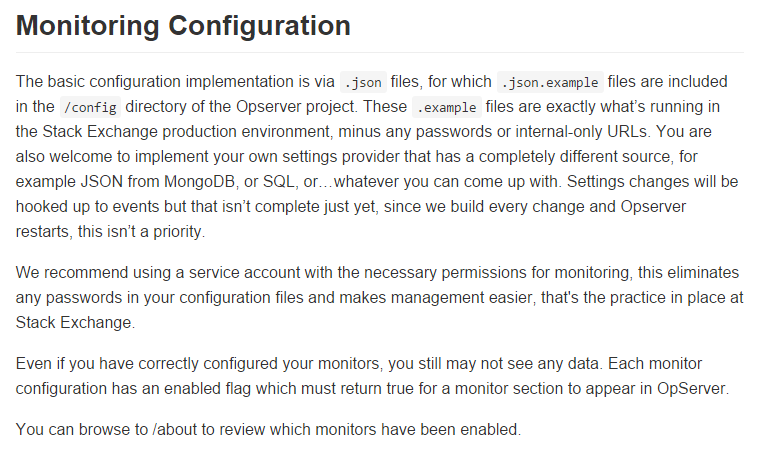 Monitoring Configuration
The basic configuration implementation is via .json files, for which .json.example files are included
in the /config directory of the Opserver project. These .example files are exactly what’s running in
the Stack Exchange production environment, minus any passwords or internal-only URLs. You are
also welcome to implement your own settings provider that has a completely different source, for
example JSON from MongoDB, or SQL, or…whatever you can come up with. Settings changes will be
hooked up to events but that isn’t complete just yet, since we build every change and Opserver
restarts, this isn’t a priority.
We recommend using a service account with the necessary permissions for monitoring, this eliminates
any passwords in your configuration files and makes management easier, that's the practice in place at
Stack Exchange.
Even if you have correctly configured your monitors, you still may not see any data. Each monitor
configuration has an enabled flag which must return true for a monitor section to appear in OpServer.
You can browse to /about to review which monitors have been enabled.